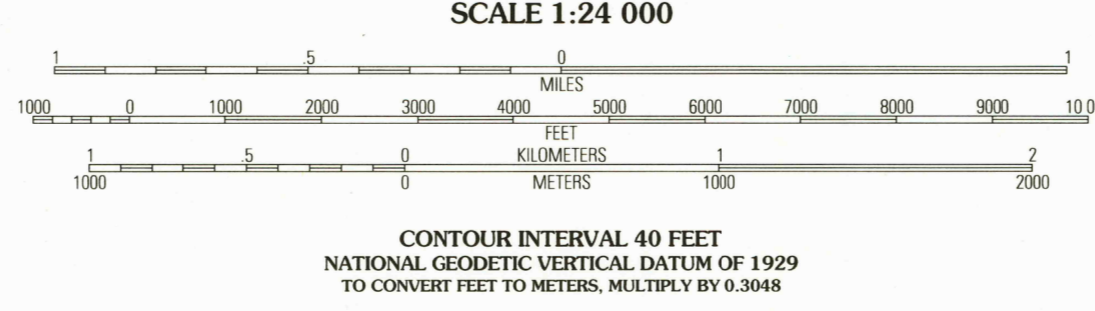 SCALE 1:24 000
1 .5 0 1
MILES
1000 0 1000 2000 3000 4000 5000 6000 7000 8000 9000 10 0
FEET
1 .5 0 KILOMETERS 1 2
1000 0 METERS 1000 2000
CONTOUR INTERVAL 40 FEET
NATIONAL GEODETIC VERTICAL DATUM OF 1929
TO CONVERT FEET TO METERS, MULTIPLY BY 0.3048